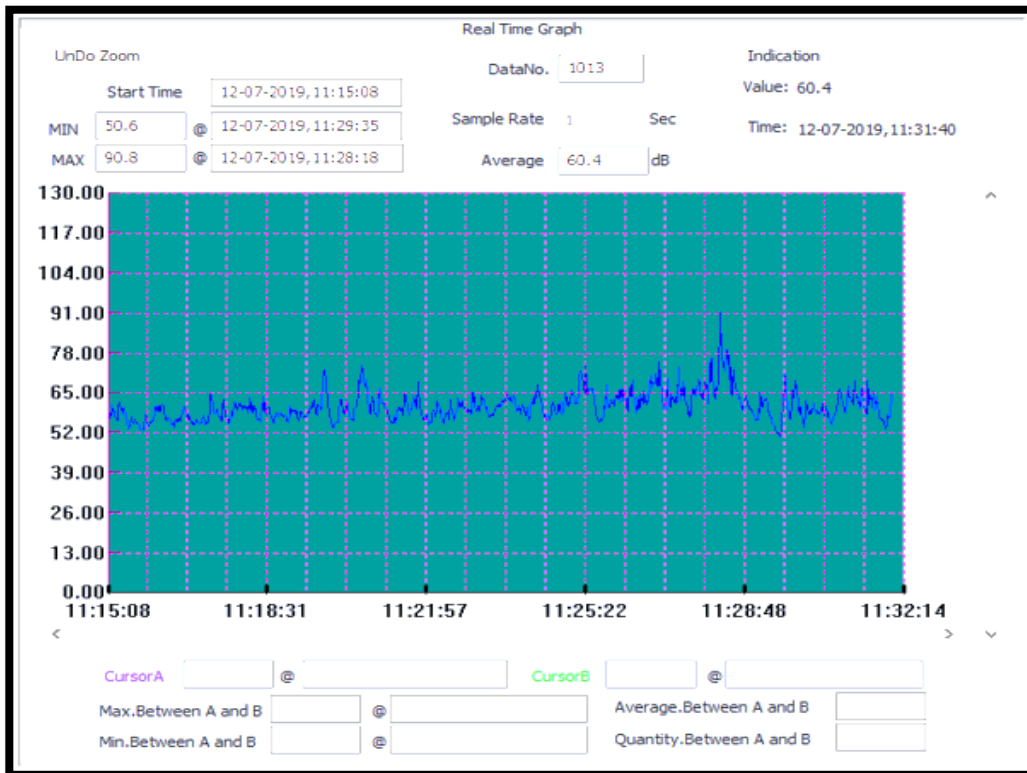 Real Time Graph
UnDo Zoom
DataNo. 1013
Indication
Value: 60.4
Start Time 12-07-2019,11:15:08
MIN 50.6 @ 12-07-2019,11:29:35
Sample Rate 1 Sec
Time: 12-07-2019,11:31:40
MAX 90.8 @ 12-07-2019,11:28:18
Average 60.4 dB
130.00
117.00
104.00
91.00
78.00
65.00
52.00
39.00
26.00
13.00
0.00
11:15:08 11:18:31 11:21:57 11:25:22 11:28:48 11:32:14
CursorA @ CursorB @
Max.Between A and B @ Average.Between A and B
Min.Between A and B @ Quantity.Between A and B